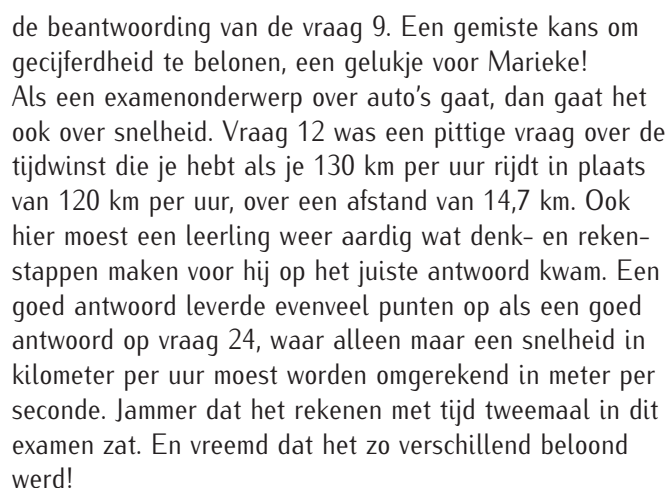 de beantwoording van de vraag 9. Een gemiste kans om
gecijferdheid te belonen, een gelukje voor Marieke!
Als een examenonderwerp over auto's gaat, dan gaat het
ook over snelheid. Vraag 12 was een pittige vraag over de
tijdwinst die je hebt als je 130 km per uur rijdt in plaats
van 120 km per uur, over een afstand van 14,7 km. Ook
hier moest een leerling weer aardig wat denk- en reken-
stappen maken voor hij op het juiste antwoord kwam. Een
goed antwoord leverde evenveel punten op als een goed
antwoord op vraag 24, waar alleen maar een snelheid in
kilometer per uur moest worden omgerekend in meter per
seconde. Jammer dat het rekenen met tijd tweemaal in dit
examen zat. En vreemd dat het zo verschillend beloond
werd!